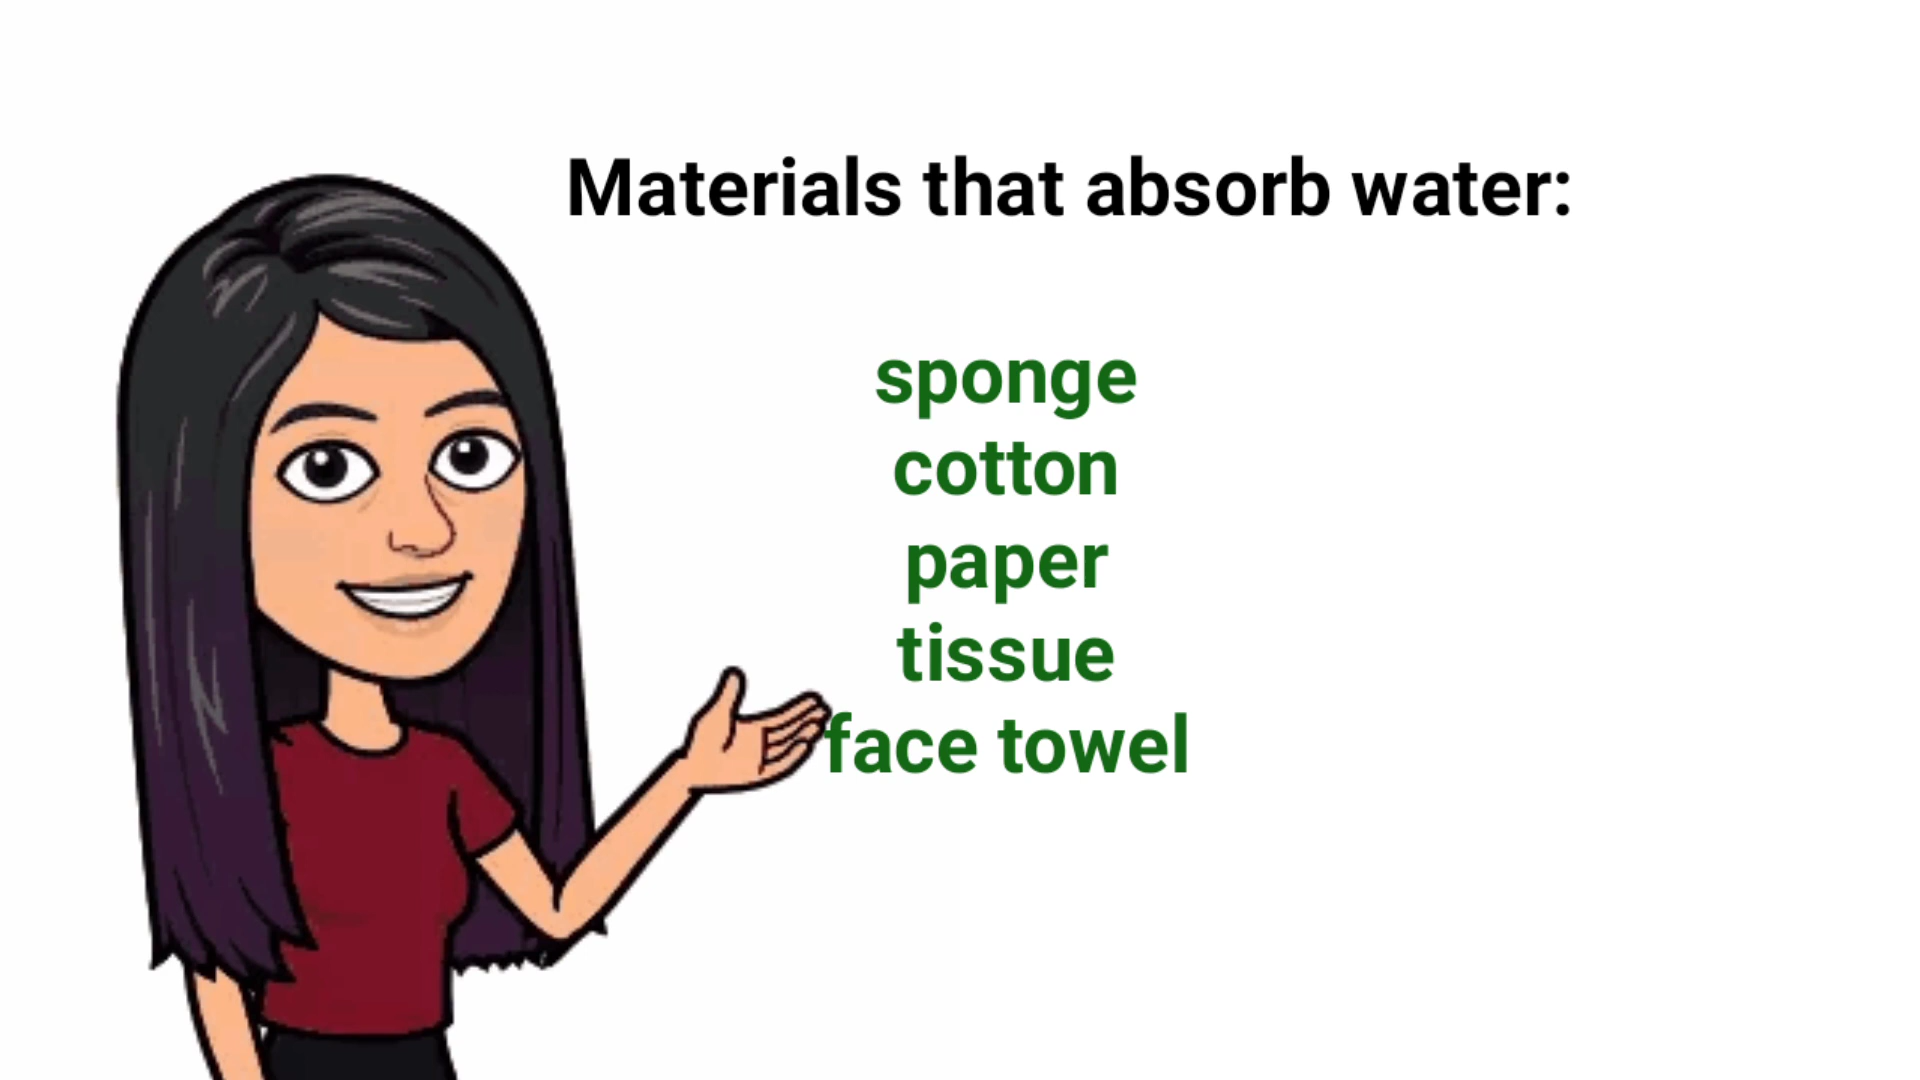 Materials that absorb water:
sponge
cotton
paper
tissue
face towel